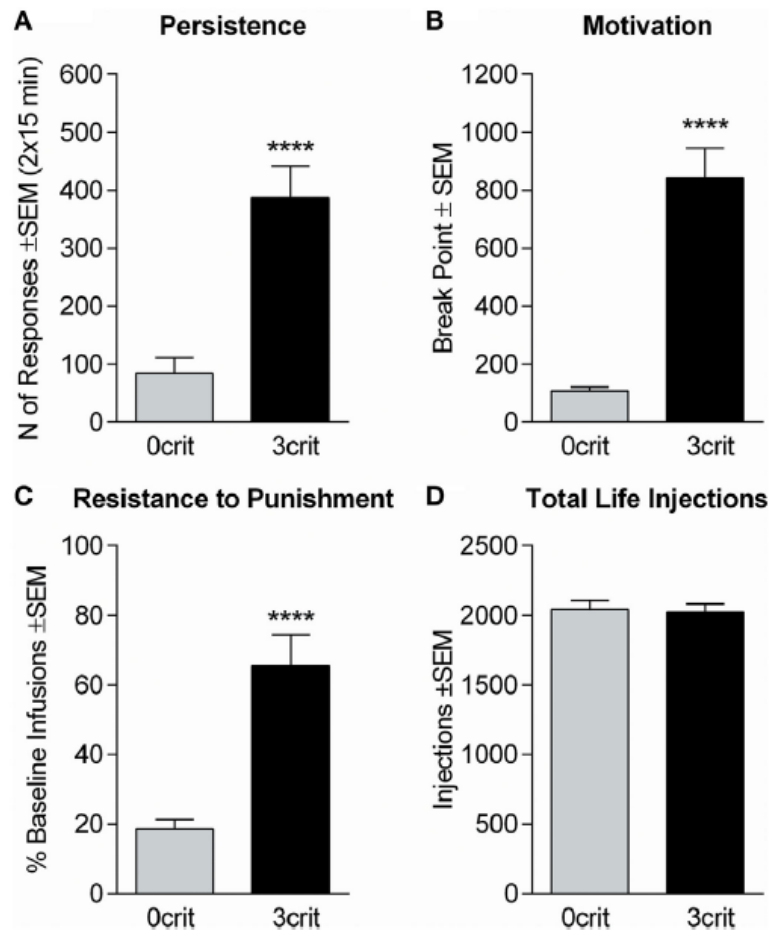 A Persistence
N of Responses ±SEM (2x15 min)
600
500
400
300
200
100
0
****
0crit 3crit
B Motivation
Break Point ± SEM
1200
1000
800
600
400
200
0
****
0crit 3crit
C Resistance to Punishment
% Baseline Infusions ±SEM
100
80
60
40
20
0
****
0crit 3crit
D Total Life Injections
Injections ±SEM
2500
2000
1500
1000
500
0
0crit 3crit